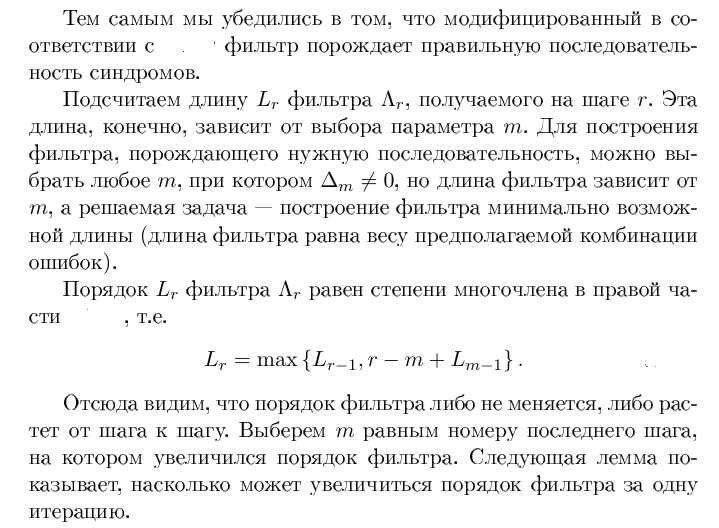 Тем самым мы убедились в том, что модифицированный в со-
ответствии с фильтр порождает правильную последователь-
ность синдромов.
Подсчитаем длину L_r фильтра Λ_r, получаемого на шаге r. Эта
длина, конечно, зависит от выбора параметра m. Для построения
фильтра, порождающего нужную последовательность, можно вы-
брать любое m, при котором Δ_m ≠ 0, но длина фильтра зависит от
m, а решаемая задача — построение фильтра минимально возмож-
ной длины (длина фильтра равна весу предполагаемой комбинации
ошибок).
Порядок L_r фильтра Λ_r равен степени многочлена в правой ча-
сти , т.е.
L_r = max {L_{r−1}, r − m + L_{m−1}} .
Отсюда видим, что порядок фильтра либо не меняется, либо рас-
тет от шага к шагу. Выберем m равным номеру последнего шага,
на котором увеличился порядок фильтра. Следующая лемма по-
казывает, насколько может увеличиться порядок фильтра за одну
итерацию.